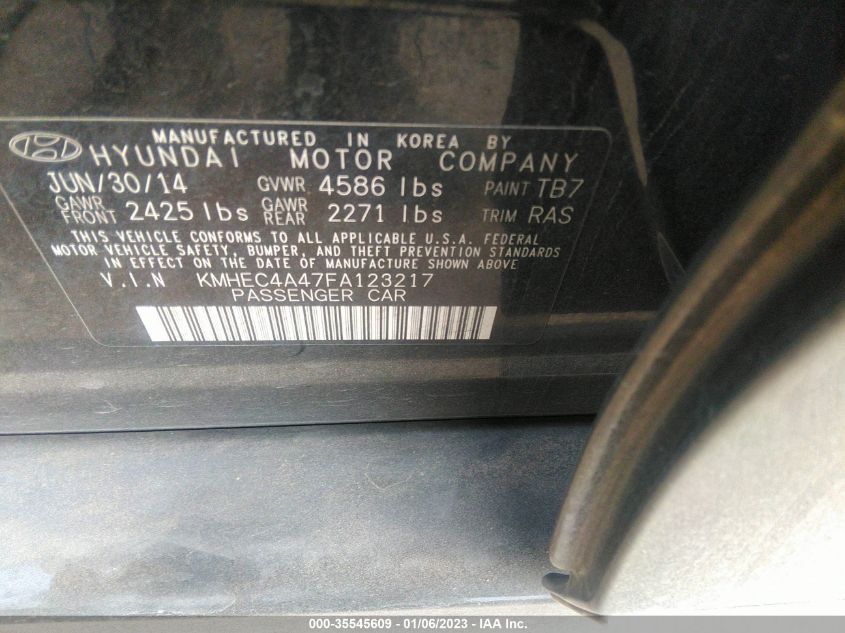 MANUFACTURED IN KOREA BY
HYUNDAI MOTOR COMPANY
JUN/30/14 GVWR 4586 lbs PAINT TB7
GAWR FRONT 2425 lbs GAWR REAR 2271 lbs TRIM RAS
THIS VEHICLE CONFORMS TO ALL APPLICABLE U.S.A. FEDERAL
MOTOR VEHICLE SAFETY, BUMPER, AND THEFT PREVENTION STANDARDS
IN EFFECT ON THE DATE OF MANUFACTURE SHOWN ABOVE
V.I.N KMHEC4A47FA123217
PASSENGER CAR
000-35545609 - 01/06/2023 - IAA Inc.